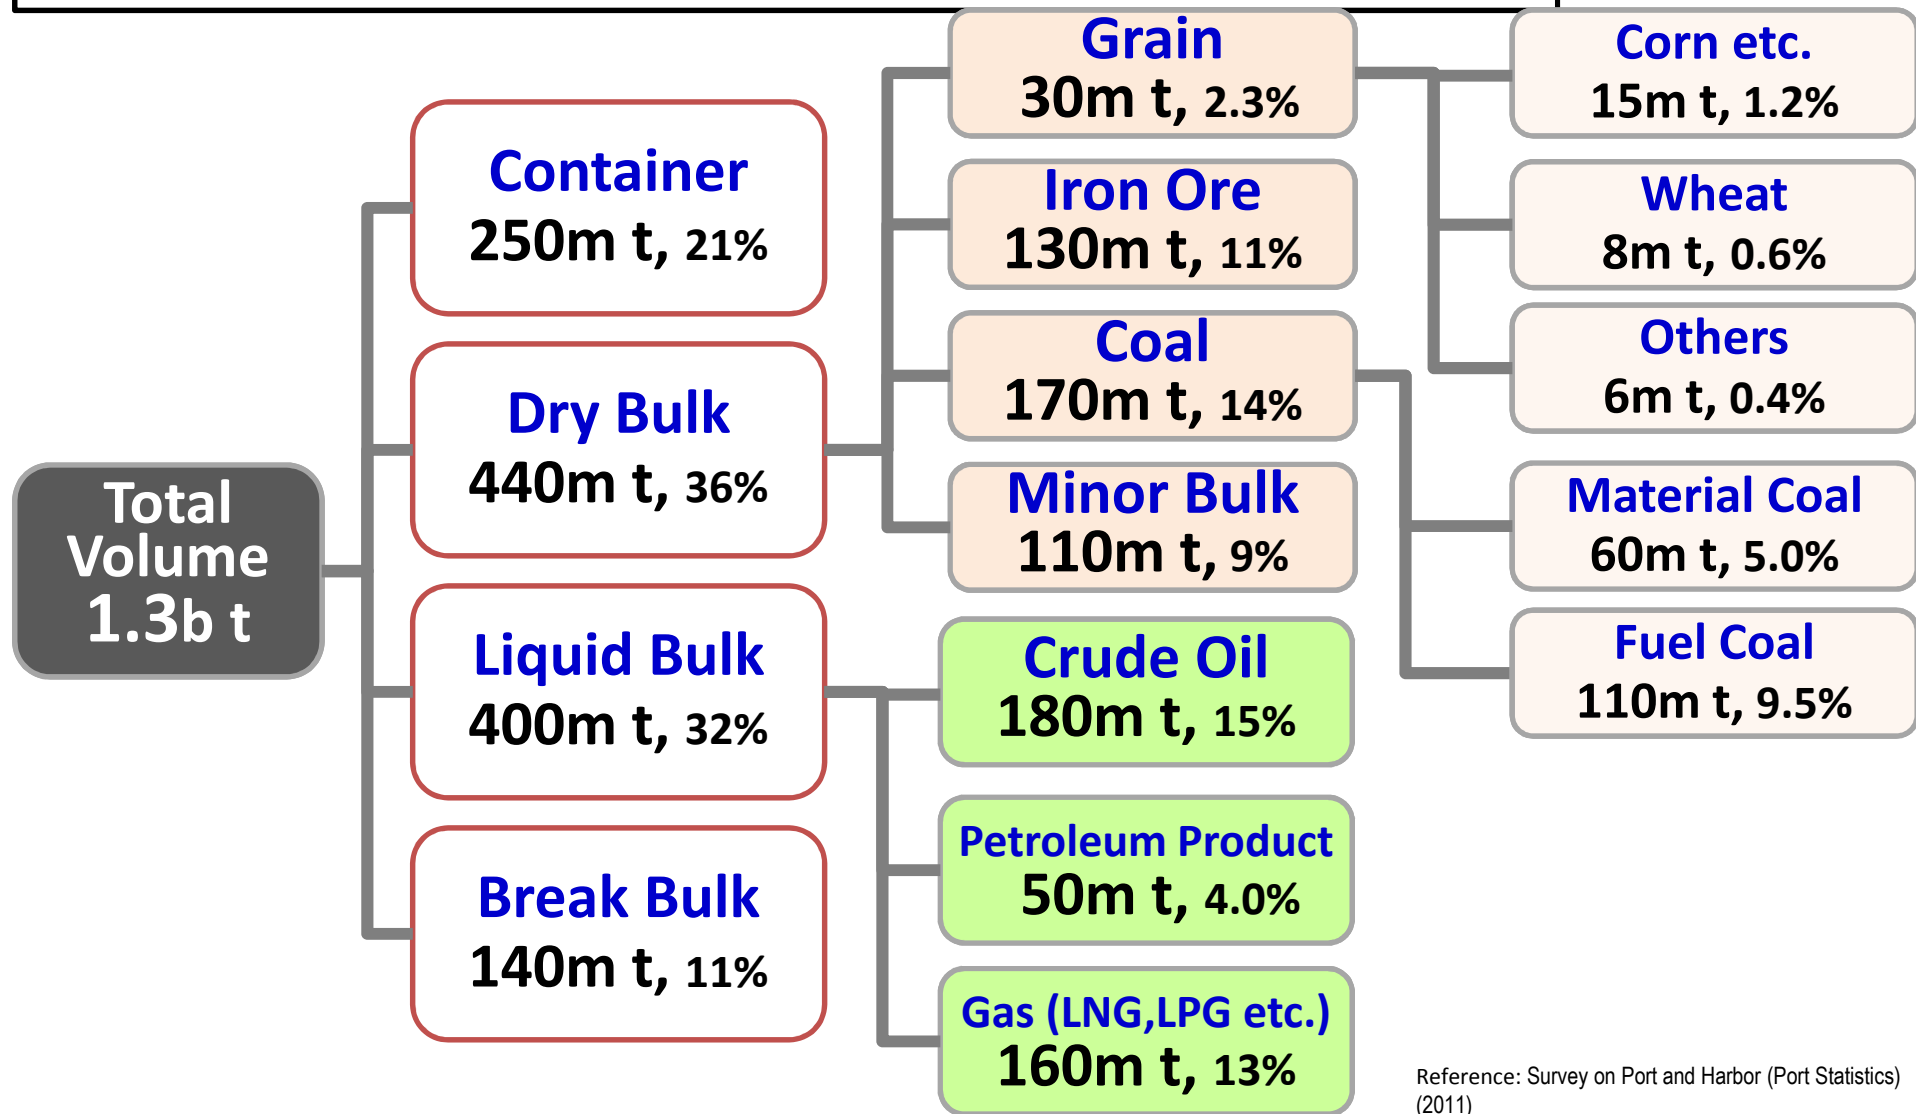 Total
Volume
1.3b t
Container
250m t, 21%
Dry Bulk
440m t, 36%
Liquid Bulk
400m t, 32%
Break Bulk
140m t, 11%
Grain
30m t, 2.3%
Iron Ore
130m t, 11%
Coal
170m t, 14%
Minor Bulk
110m t, 9%
Crude Oil
180m t, 15%
Petroleum Product
50m t, 4.0%
Gas (LNG,LPG etc.)
160m t, 13%
Corn etc.
15m t, 1.2%
Wheat
8m t, 0.6%
Others
6m t, 0.4%
Material Coal
60m t, 5.0%
Fuel Coal
110m t, 9.5%
Reference: Survey on Port and Harbor (Port Statistics)
(2011)